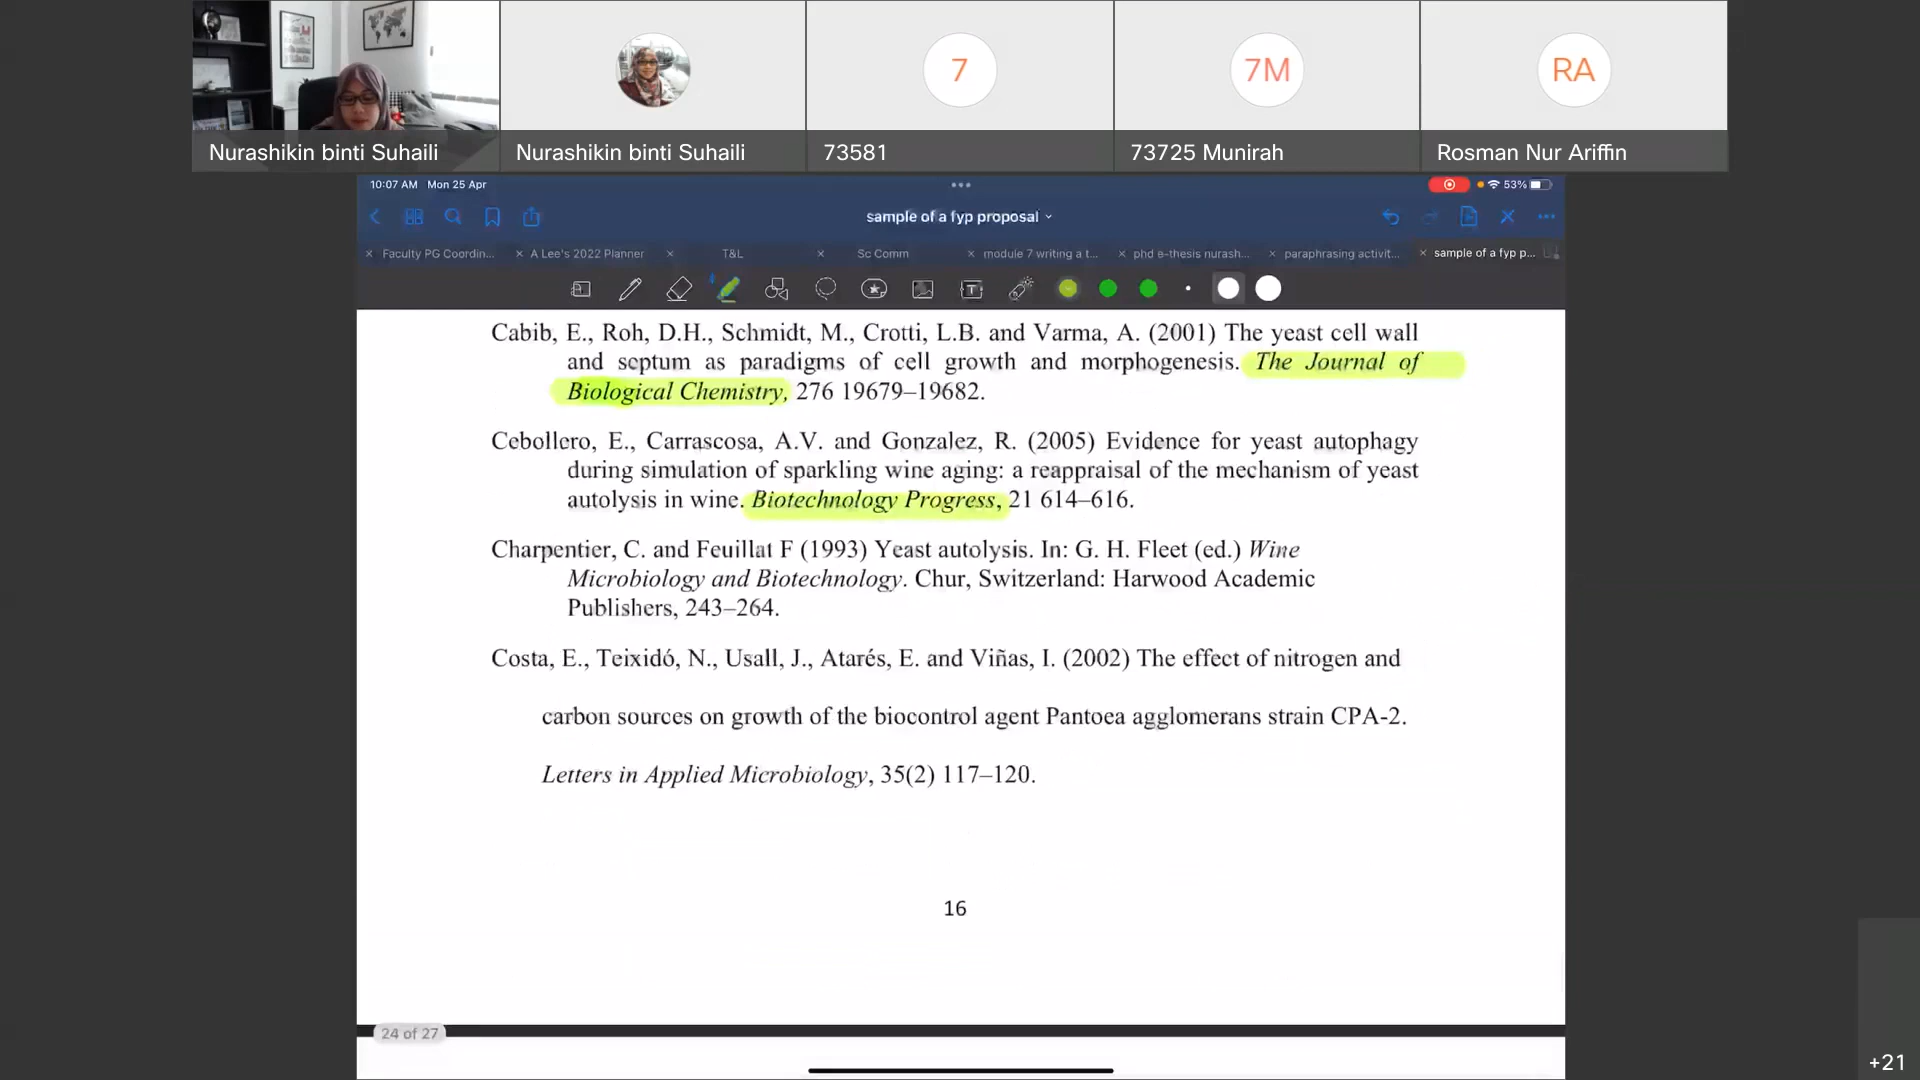 7
7M
RA
Nurashikin binti Suhaili
Nurashikin binti Suhaili
73581
73725 Munirah
Rosman Nur Ariffin
10:07 AM Mon 25 Apr
53%
sample of a fyp proposal
Faculty PG Coordin...
A Lee's 2022 Planner
T&L
Sc Comm
module 7 writing a t...
phd e-thesis nurash...
paraphrasing activit...
sample of a fyp p...
Cabib, E., Roh, D.H., Schmidt, M., Crotti, L.B. and Varma, A. (2001) The yeast cell wall
and septum as paradigms of cell growth and morphogenesis. The Journal of
Biological Chemistry, 276 19679–19682.
Cebollero, E., Carrascosa, A.V. and Gonzalez, R. (2005) Evidence for yeast autophagy
during simulation of sparkling wine aging: a reappraisal of the mechanism of yeast
autolysis in wine. Biotechnology Progress, 21 614–616.
Charpentier, C. and Feuillat F (1993) Yeast autolysis. In: G. H. Fleet (ed.) Wine
Microbiology and Biotechnology. Chur, Switzerland: Harwood Academic
Publishers, 243–264.
Costa, E., Teixidó, N., Usall, J., Atarés, E. and Viñas, I. (2002) The effect of nitrogen and
carbon sources on growth of the biocontrol agent Pantoea agglomerans strain CPA-2.
Letters in Applied Microbiology, 35(2) 117–120.
16
24 of 27
+21